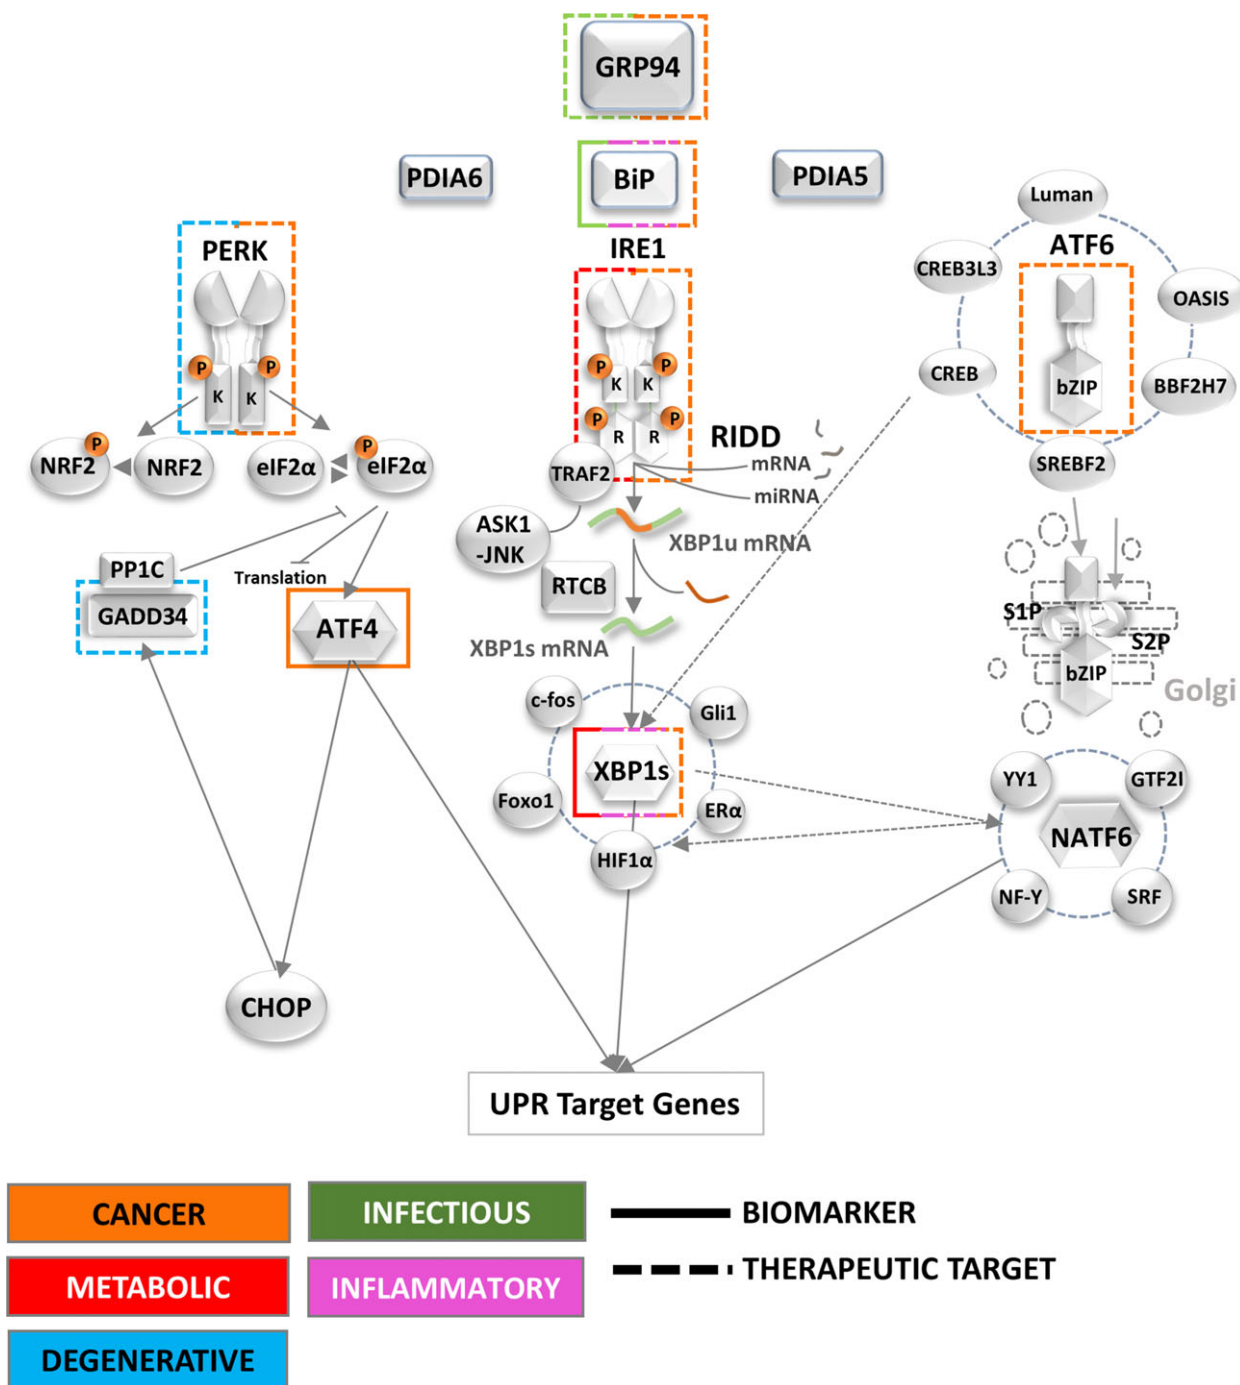 GRP94
PDIA6
BiP
PDIA5
Luman
PERK
IRE1
ATF6
CREB3L3
OASIS
P
P
K
K
P
P
K
K
CREB
bZIP
BBF2H7
P
P
R
R
RIDD
NRF2
P
NRF2
eIF2α
P
eIF2α
TRAF2
mRNA
miRNA
SREBF2
ASK1
-JNK
XBP1u mRNA
PP1C
Translation
RTCB
GADD34
ATF4
XBP1s mRNA
S1P
S2P
bZIP
Golgi
c-fos
Gli1
XBP1s
Foxo1
ERα
HIF1α
YY1
GTF2I
NATF6
NF-Y
SRF
CHOP
UPR Target Genes
CANCER
INFECTIOUS
BIOMARKER
METABOLIC
INFLAMMATORY
THERAPEUTIC TARGET
DEGENERATIVE